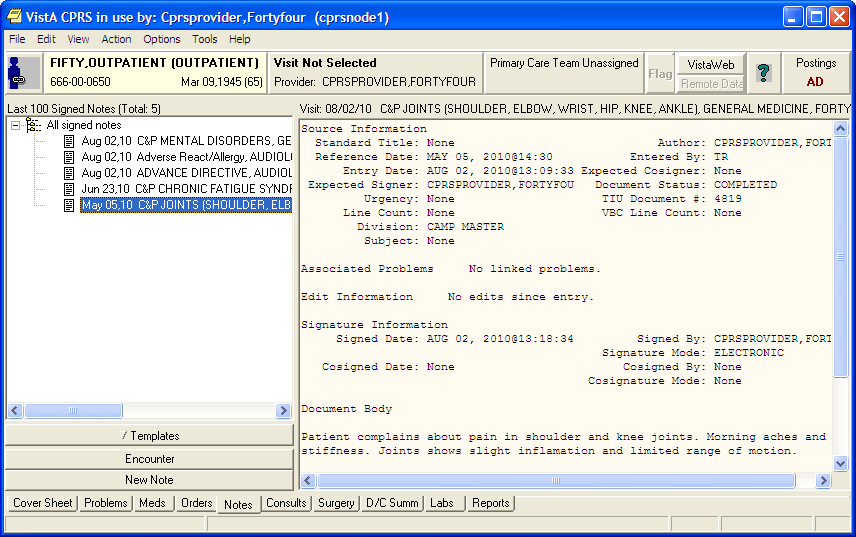 VistA CPRS in use by: Cprsprovider,Fortyfour (cprsnode1)
File Edit View Action Options Tools Help
FIFTY,OUTPATIENT (OUTPATIENT)
666-00-0650 Mar 09,1945 (65)
Visit Not Selected
Provider: CPRSPROVIDER,FORTYFOUR
Primary Care Team Unassigned
Flag
VistaWeb
Remote Data
?
Postings
AD
Last 100 Signed Notes (Total: 5)
All signed notes
Aug 02,10 C&P MENTAL DISORDERS, GE
Aug 02,10 Adverse React/Allergy, AUDIOL
Aug 02,10 ADVANCE DIRECTIVE, AUDIOL
Jun 23,10 C&P CHRONIC FATIGUE SYNDR
May 05,10 C&P JOINTS (SHOULDER, ELB
Templates
Encounter
New Note
Visit: 08/02/10 C&P JOINTS (SHOULDER, ELBOW, WRIST, HIP, KNEE, ANKLE), GENERAL MEDICINE, FORTY
Source Information
Standard Title: None Author: CPRSPROVIDER,FORT
Reference Date: MAY 05, 2010@14:30 Entered By: TR
Entry Date: AUG 02, 2010@13:09:33 Expected Cosigner: None
Expected Signer: CPRSPROVIDER,FORTYFOU Document Status: COMPLETED
Urgency: None TIU Document #: 4819
Line Count: None VBC Line Count: None
Division: CAMP MASTER
Subject: None
Associated Problems No linked problems.
Edit Information No edits since entry.
Signature Information
Signed Date: AUG 02, 2010@13:18:34 Signed By: CPRSPROVIDER,FORT
Signature Mode: ELECTRONIC
Cosigned Date: None Cosigned By: None
Cosignature Mode: None
Document Body
Patient complains about pain in shoulder and knee joints. Morning aches and
stiffness. Joints shows slight inflamation and limited range of motion.
Cover Sheet Problems Meds Orders Notes Consults Surgery D/C Summ Labs Reports